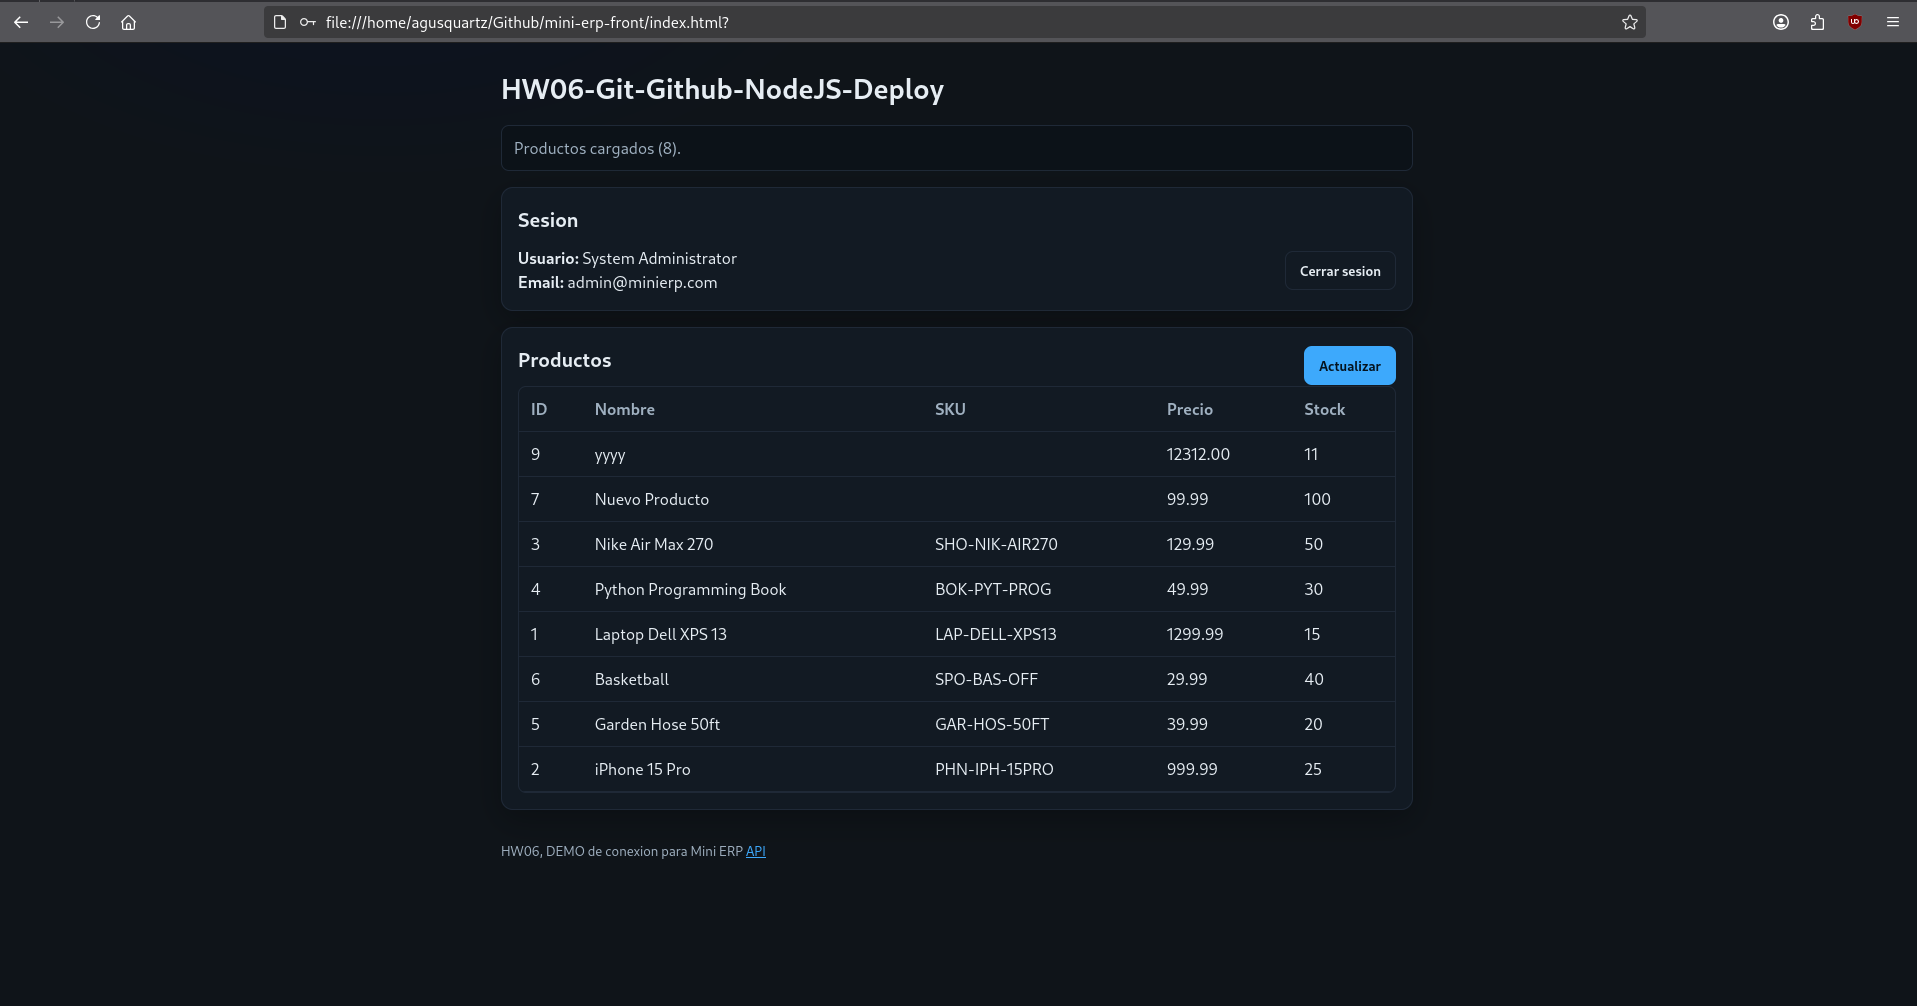 file:///home/agusquartz/Github/mini-erp-front/index.html?
HW06-Git-Github-NodeJS-Deploy
Productos cargados (8).
Sesion
Usuario: System Administrator
Email: admin@minierp.com
Cerrar sesion
Productos
Actualizar
ID Nombre SKU Precio Stock
9 yyyy 12312.00 11
7 Nuevo Producto 99.99 100
3 Nike Air Max 270 SHO-NIK-AIR270 129.99 50
4 Python Programming Book BOK-PYT-PROG 49.99 30
1 Laptop Dell XPS 13 LAP-DELL-XPS13 1299.99 15
6 Basketball SPO-BAS-OFF 29.99 40
5 Garden Hose 50ft GAR-HOS-50FT 39.99 20
2 iPhone 15 Pro PHN-IPH-15PRO 999.99 25
HW06, DEMO de conexion para Mini ERP API